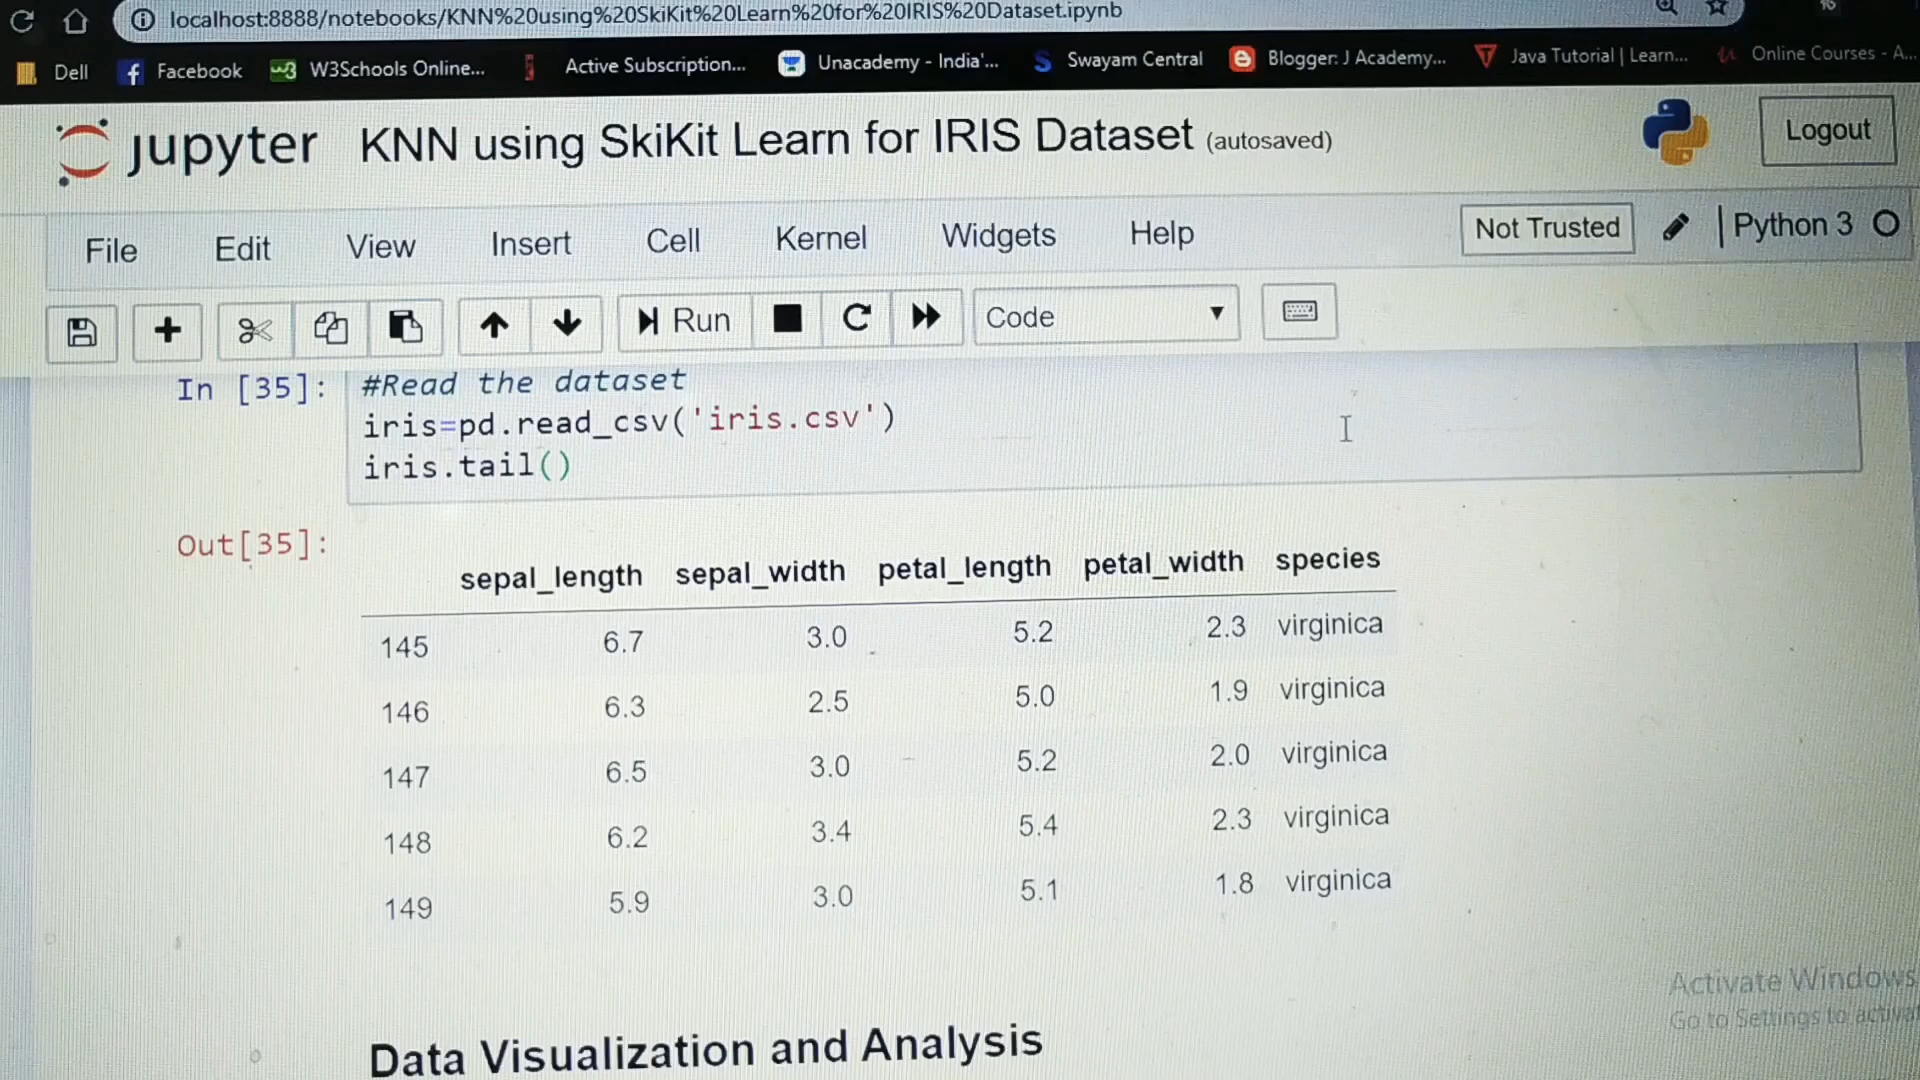 localhost:8888/notebooks/KNN%20using%20SkiKit%20Learn%20for%20IRIS%20Dataset.ipynb
Dell Facebook W3Schools Online... Active Subscription... Unacademy - India'... Swayam Central Blogger: J Academy... Java Tutorial | Learn... Online Courses - A...
jupyter KNN using SkiKit Learn for IRIS Dataset (autosaved) Logout
File Edit View Insert Cell Kernel Widgets Help Not Trusted Python 3
Run Code
In [35]: #Read the dataset
iris=pd.read_csv('iris.csv')
iris.tail()
Out[35]:
sepal_length sepal_width petal_length petal_width species
145 6.7 3.0 5.2 2.3 virginica
146 6.3 2.5 5.0 1.9 virginica
147 6.5 3.0 5.2 2.0 virginica
148 6.2 3.4 5.4 2.3 virginica
149 5.9 3.0 5.1 1.8 virginica
Activate Windows
Go to Settings to activa
Data Visualization and Analysis